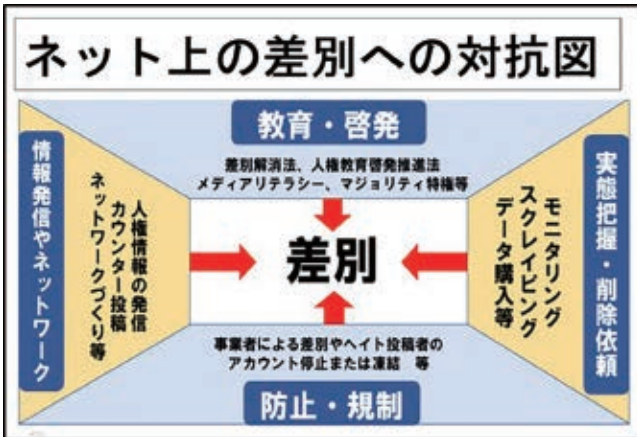 ネット上の差別への対抗図
教育・啓発
差別解消法、人権教育啓発推進法
メディアリテラシー、マジョリティ特権等
情報発信やネットワーク
人権情報の発信
カウンター投稿
ネットワークづくり等
差別
モニタリング
スクレイピング
データ購入等
実態把握・削除依頼
事業者による差別やヘイト投稿者の
アカウント停止または凍結 等
防止・規制